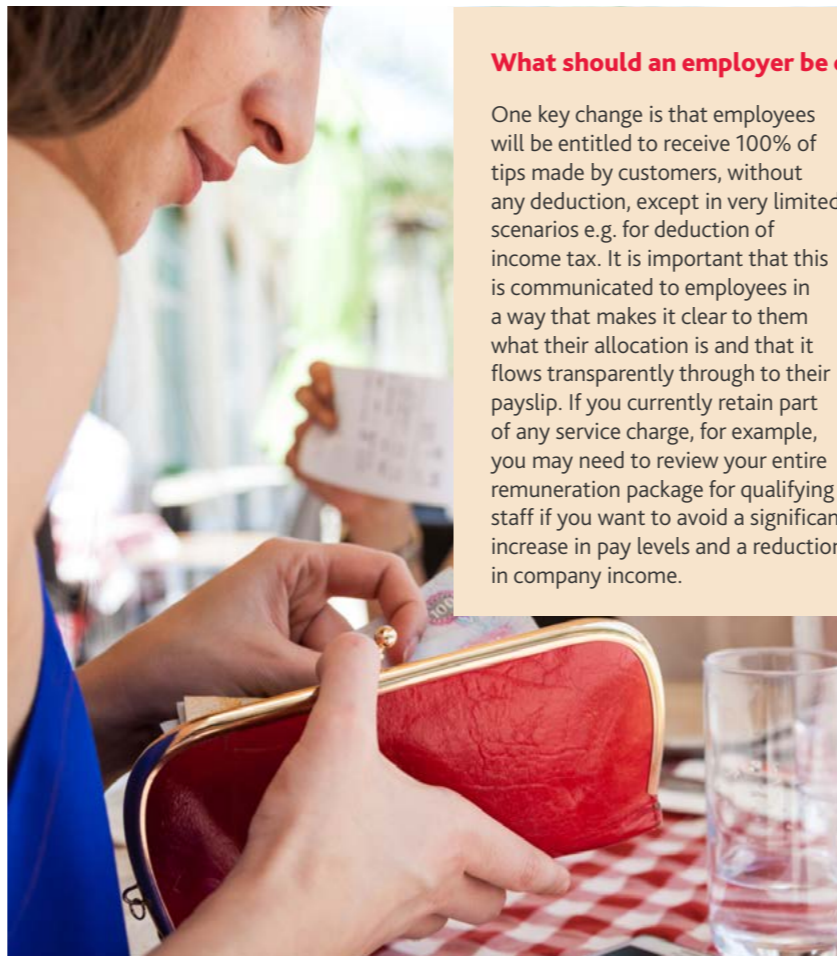 What should an employer be
One key change is that employees
will be entitled to receive 100% of
tips made by customers, without
any deduction, except in very limited
scenarios e.g. for deduction of
income tax. It is important that this
is communicated to employees in
a way that makes it clear to them
what their allocation is and that it
flows transparently through to their
payslip. If you currently retain part
of any service charge, for example,
you may need to review your entire
remuneration package for qualifying
staff if you want to avoid a significan
increase in pay levels and a reduction
in company income.